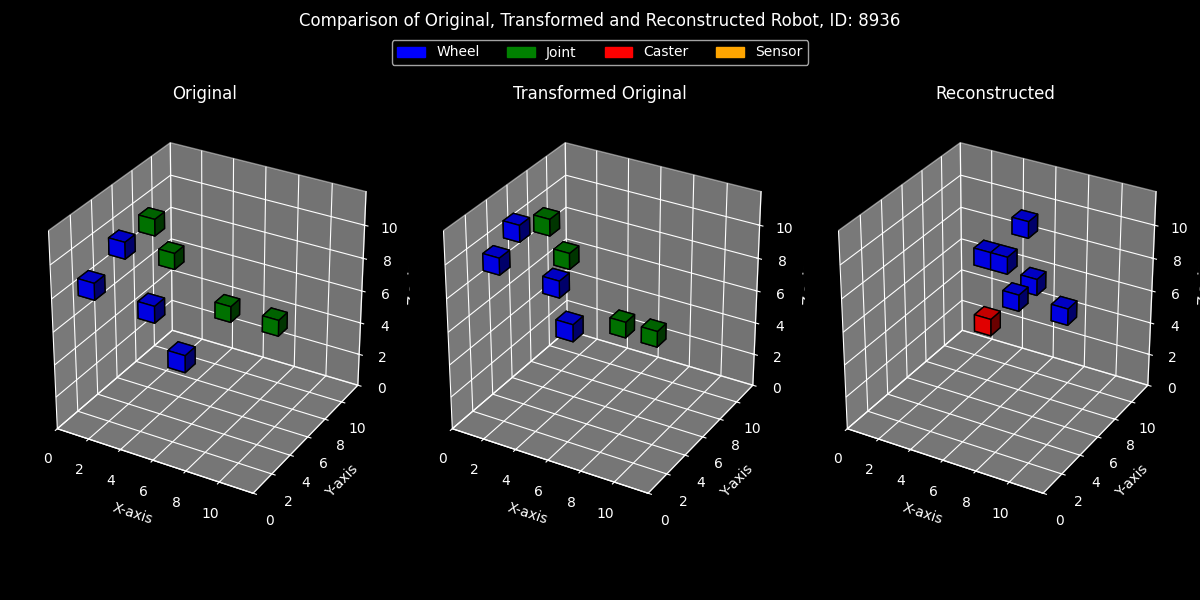 Comparison of Original, Transformed and Reconstructed Robot, ID: 8936
Wheel Joint Caster Sensor
Original Transformed Original Reconstructed
10 10 10
8 8 8
6 6 6
4 4 4
2 2 2
0 0 0
10 10 10
8 8 8
6 6 6
4 4 4
2 2 2
0 0 0
0 2 4 6 8 10 0 2 4 6 8 10 0 2 4 6 8 10
X-axis Y-axis X-axis Y-axis X-axis Y-axis